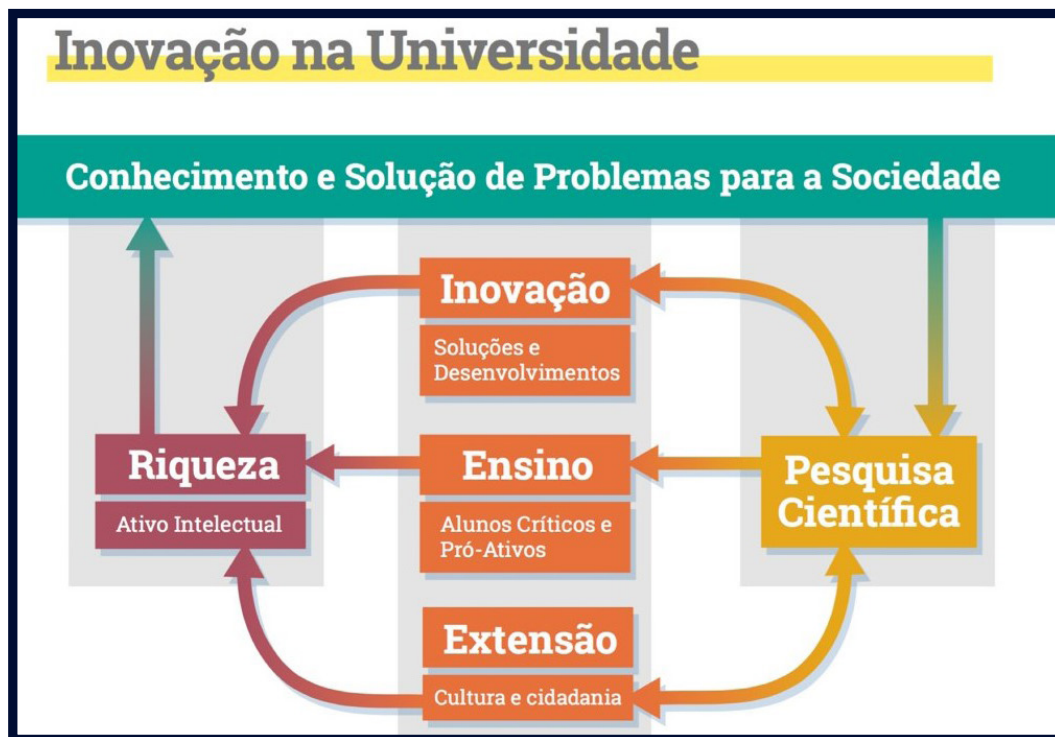 Inovação na Universidade
Conhecimento e Solução de Problemas para a Sociedade
Inovação
Soluções e
Desenvolvimentos
Riqueza
Ativo Intelectual
Ensino
Alunos Críticos e
Pró-Ativos
Pesquisa
Científica
Extensão
Cultura e cidadania